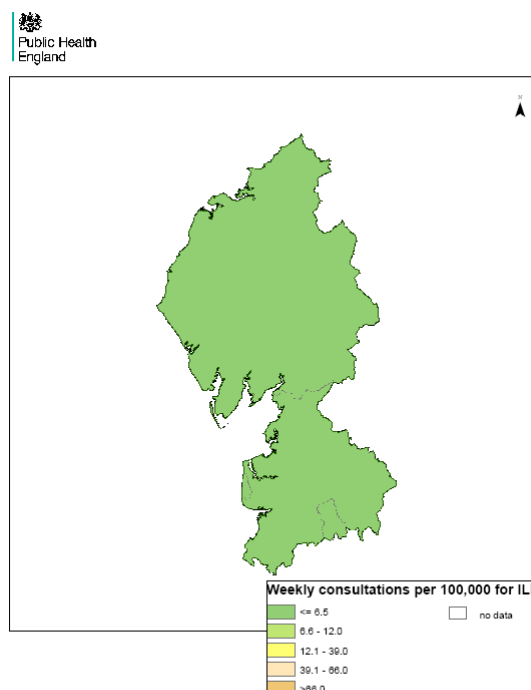 Public Health
England
N
Weekly consultations per 100,000 for IL
<= 6.5
no data
6.6 - 12.0
12.1 - 39.0
39.1 - 66.0
>66.0